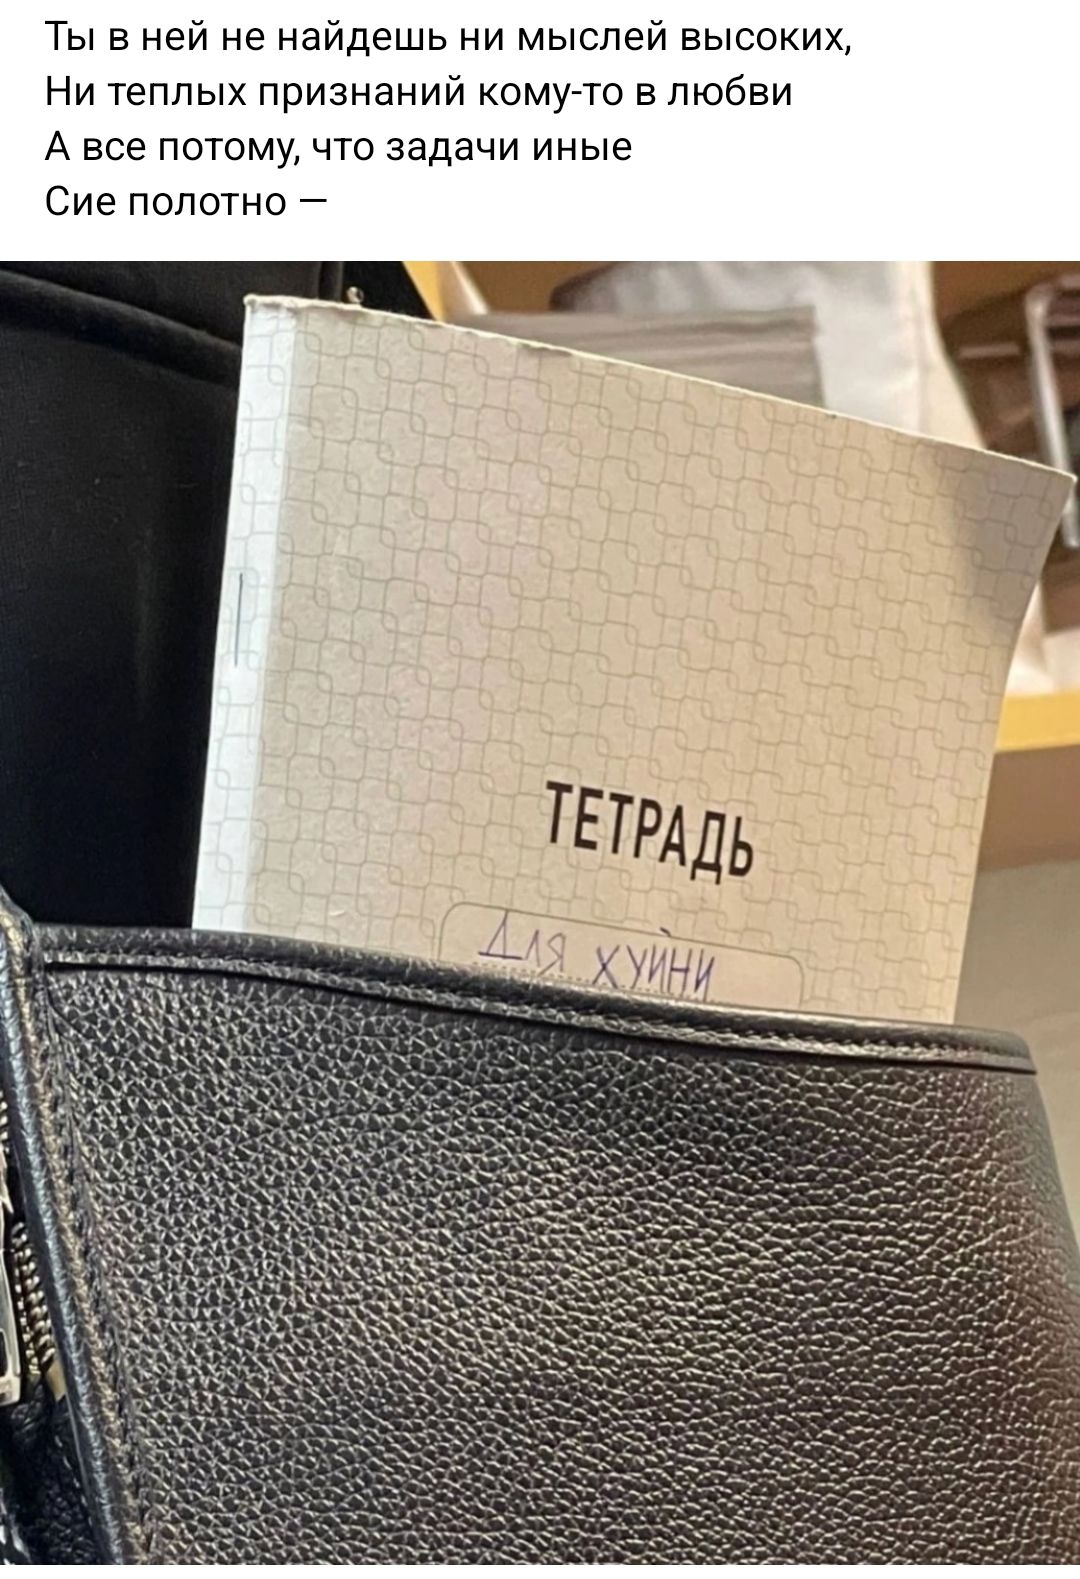 Ты в ней не найдешь ни мыслей высоких,
Ни теплых признаний кому-то в любви
А все потому, что задачи иные
Сие полотно —
ТЕТРАДЬ
Для хуйни